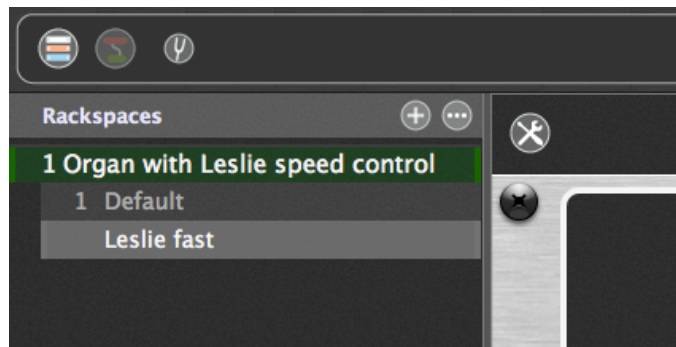 Rackspaces
1 Organ with Leslie speed control
1 Default
Leslie fast